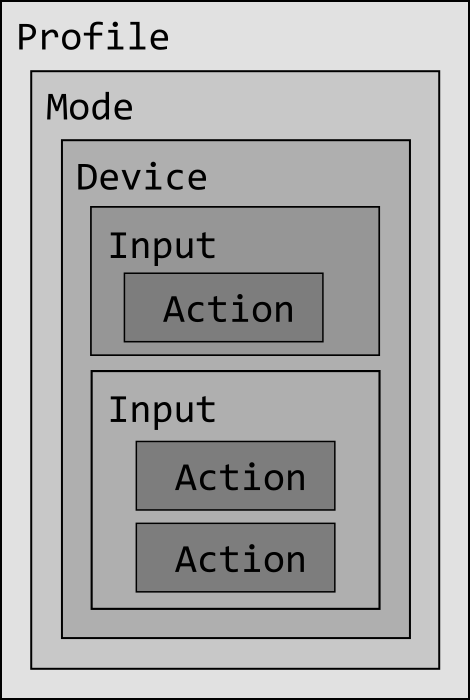 Profile
Mode
Device
Input
Action
Input
Action
Action